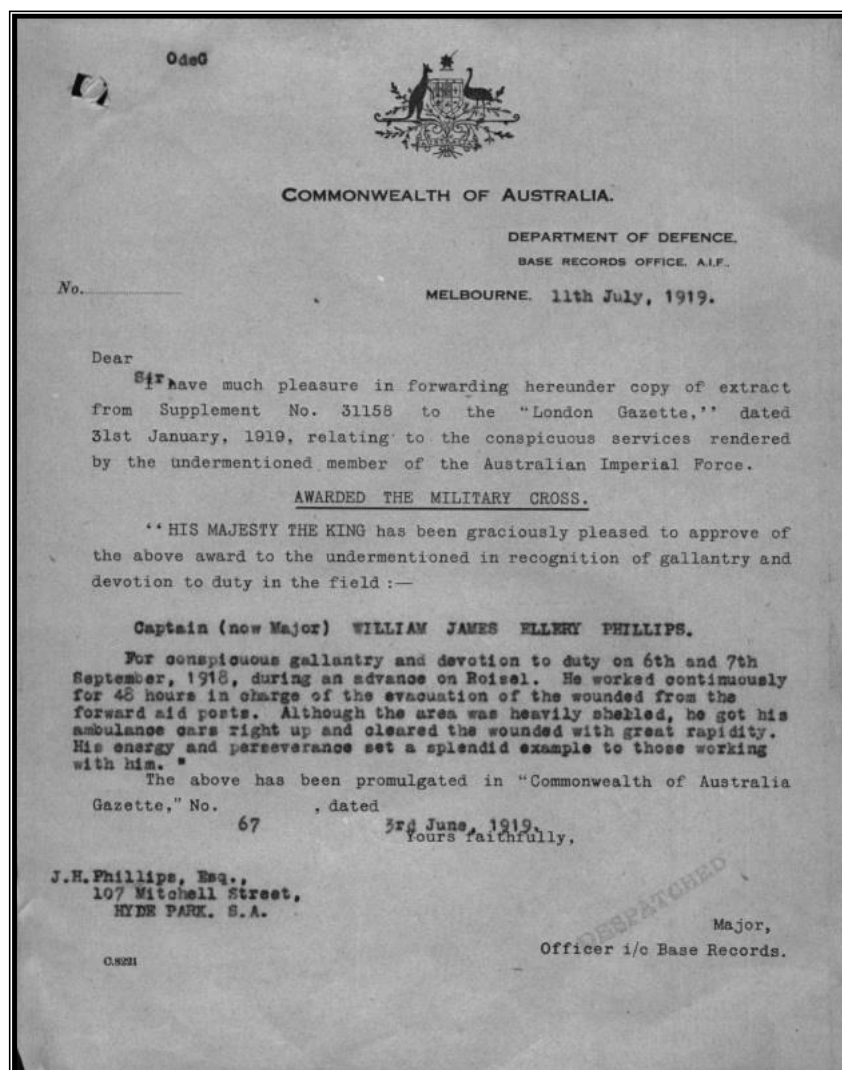 OdeG
COMMONWEALTH OF AUSTRALIA.
DEPARTMENT OF DEFENCE.
BASE RECORDS OFFICE, A.I.F.,
No.
MELBOURNE. 11th July, 1919.
Dear
Sir
I have much pleasure in forwarding hereunder copy of extract
from Supplement No. 31158 to the "London Gazette,'' dated
31st January, 1919, relating to the conspicuous services rendered
by the undermentioned member of the Australian Imperial Force.
AWARDED THE MILITARY CROSS.
‘‘HIS MAJESTY THE KING has been graciously pleased to approve of
the above award to the undermentioned in recognition of gallantry and
devotion to duty in the field :—
Captain (now Major) WILLIAM JAMES ELLERY PHILLIPS.
For conspicuous gallantry and devotion to duty on 6th and 7th
September, 1918, during an advance on Roisel. He worked continuously
for 48 hours in charge of the evacuation of the wounded from the
forward aid posts. Although the area was heavily shelled, he got his
ambulance cars right up and cleared the wounded with great rapidity.
His energy and perseverance set a splendid example to those working
with him. "
The above has been promulgated in "Commonwealth of Australia
Gazette," No. , dated
67 3rd June, 1919.
Yours faithfully,
J.H.Phillips, Esq.,
107 Mitchell Street,
HYDE PARK. S.A.
DESPATCHED
Major,
Officer i/c Base Records.
C.8221